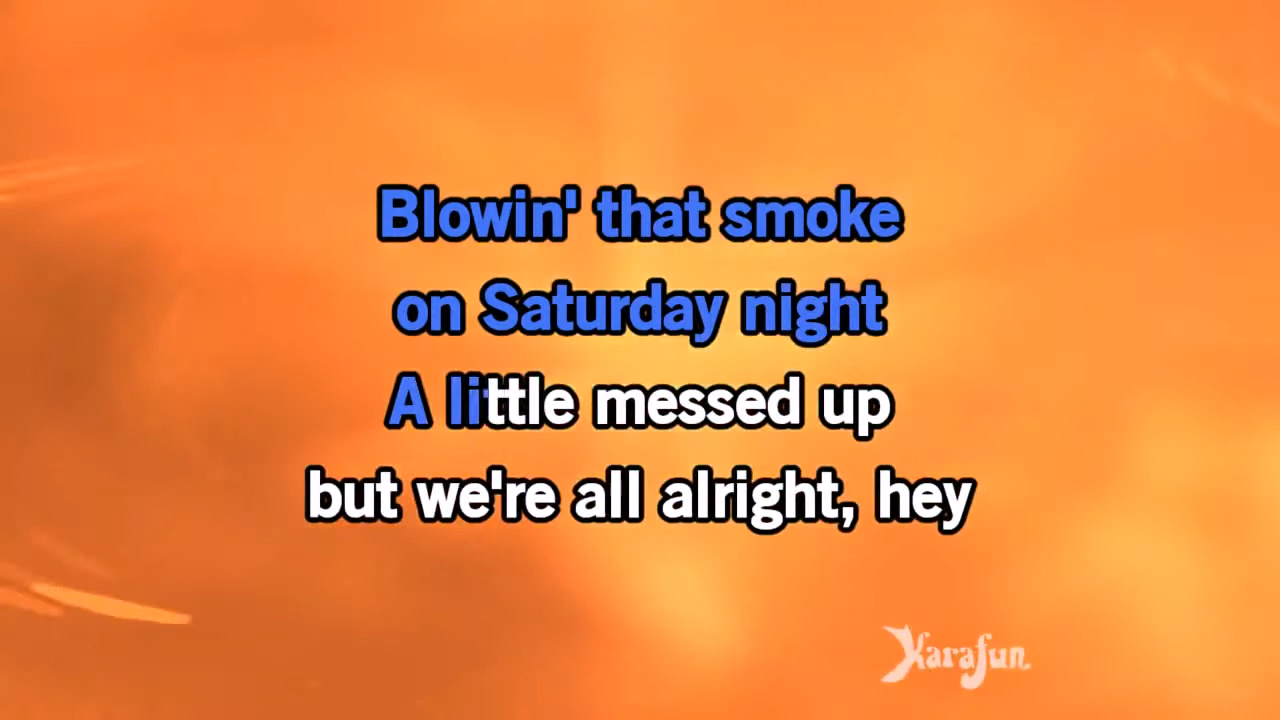 Blowin' that smoke
on Saturday night
A little messed up
but we're all alright, hey
Karafun